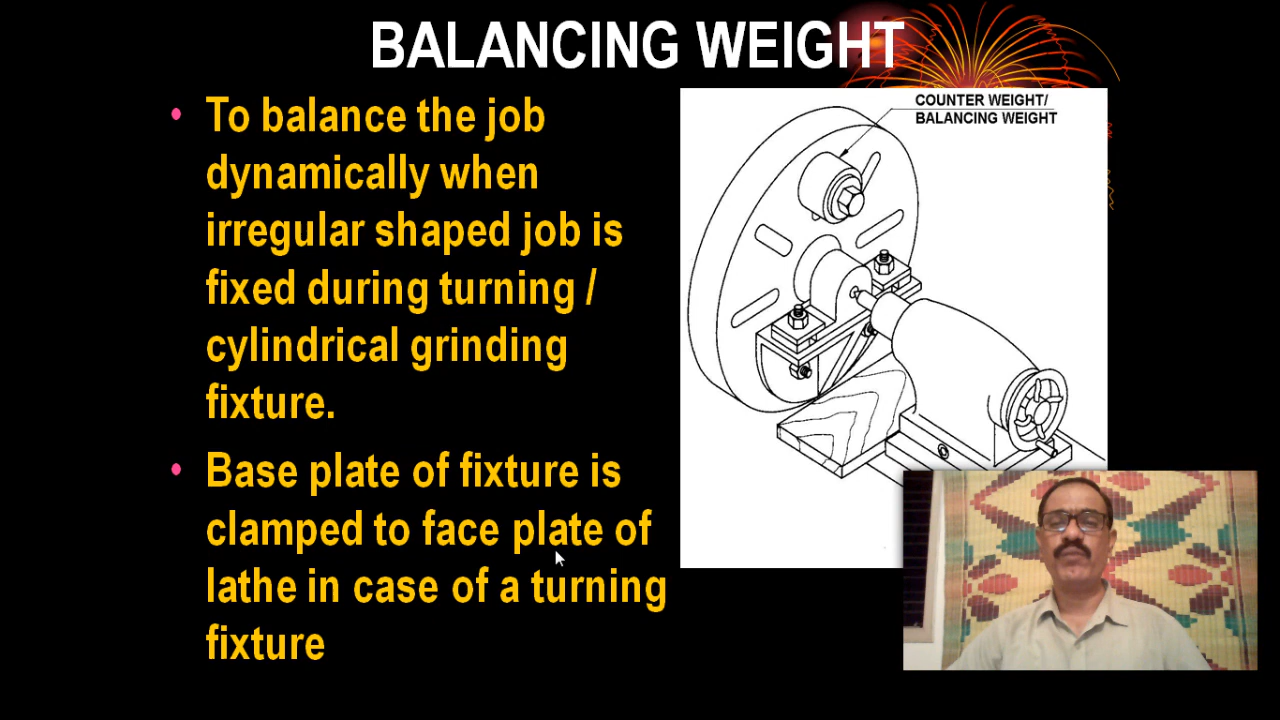 BALANCING WEIGHT
• To balance the job
dynamically when
irregular shaped job is
fixed during turning /
cylindrical grinding
fixture.
• Base plate of fixture is
clamped to face plate of
lathe in case of a turning
fixture
COUNTER WEIGHT/
BALANCING WEIGHT